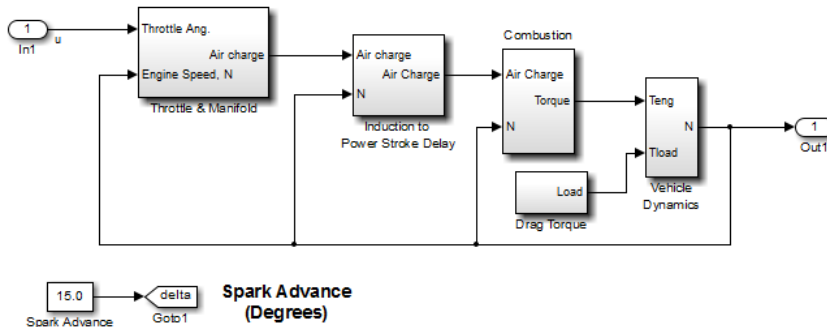 1
In1
u
Throttle Ang.
Air charge
Engine Speed, N
Throttle & Manifold
Air charge
Air Charge
N
Induction to
Power Stroke Delay
Combustion
Air Charge
Torque
N
Load
Drag Torque
Teng
N
Tload
Vehicle
Dynamics
1
Out1
15.0
Spark Advance
delta
Goto1
Spark Advance
(Degrees)